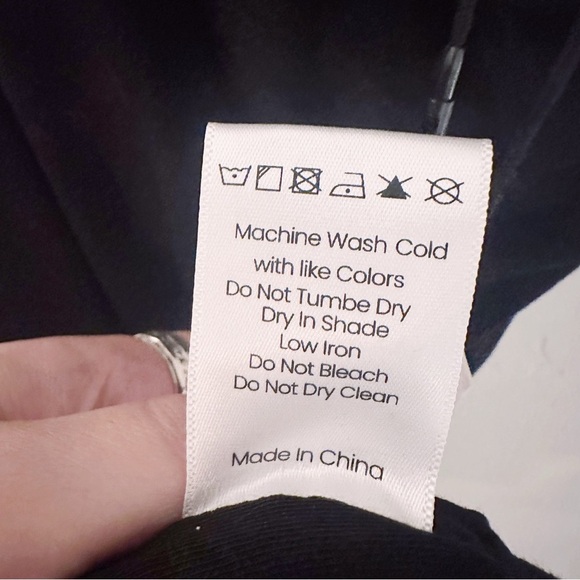 Machine Wash Cold
with like Colors
Do Not Tumbe Dry
Dry In Shade
Low Iron
Do Not Bleach
Do Not Dry Clean
Made In China